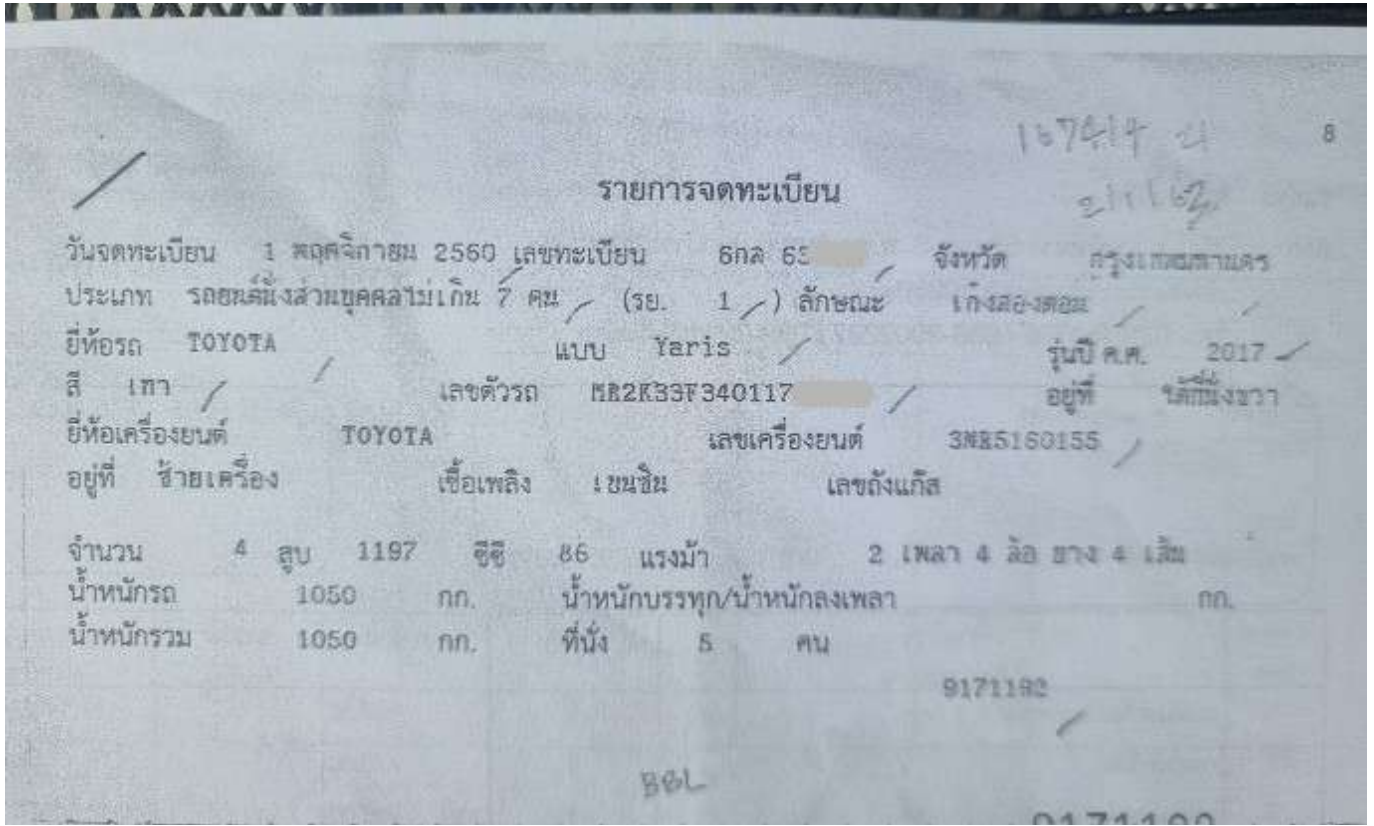 8
รายการจดทะเบียน
วันจดทะเบียน 1 พฤศจิกายน 2560 เลขทะเบียน 6กล จังหวัด กรุงเทพมหานคร
ประเภท รถยนต์นั่งส่วนบุคคลไม่เกิน 7 คน (รย. 1 ) ลักษณะ เก๋งสองตอน
ยี่ห้อรถ TOYOTA แบบ Yaris รุ่นปี ค.ศ. 2017
สี เทา เลขตัวรถ MR2K33F340117 อยู่ที่ ใต้ที่นั่งขวา
ยี่ห้อเครื่องยนต์ TOYOTA เลขเครื่องยนต์ 3NR5160155
อยู่ที่ ซ้ายเครื่อง เชื้อเพลิง เบนซิน เลขถังแก๊ส
จำนวน 4 สูบ 1197 ซีซี 86 แรงม้า 2 เพลา 4 ล้อ ยาง 4 เส้น
น้ำหนักรถ 1050 กก. น้ำหนักบรรทุก/น้ำหนักลงเพลา กก.
น้ำหนักรวม 1050 กก. ที่นั่ง 5 คน
9171192
BBL